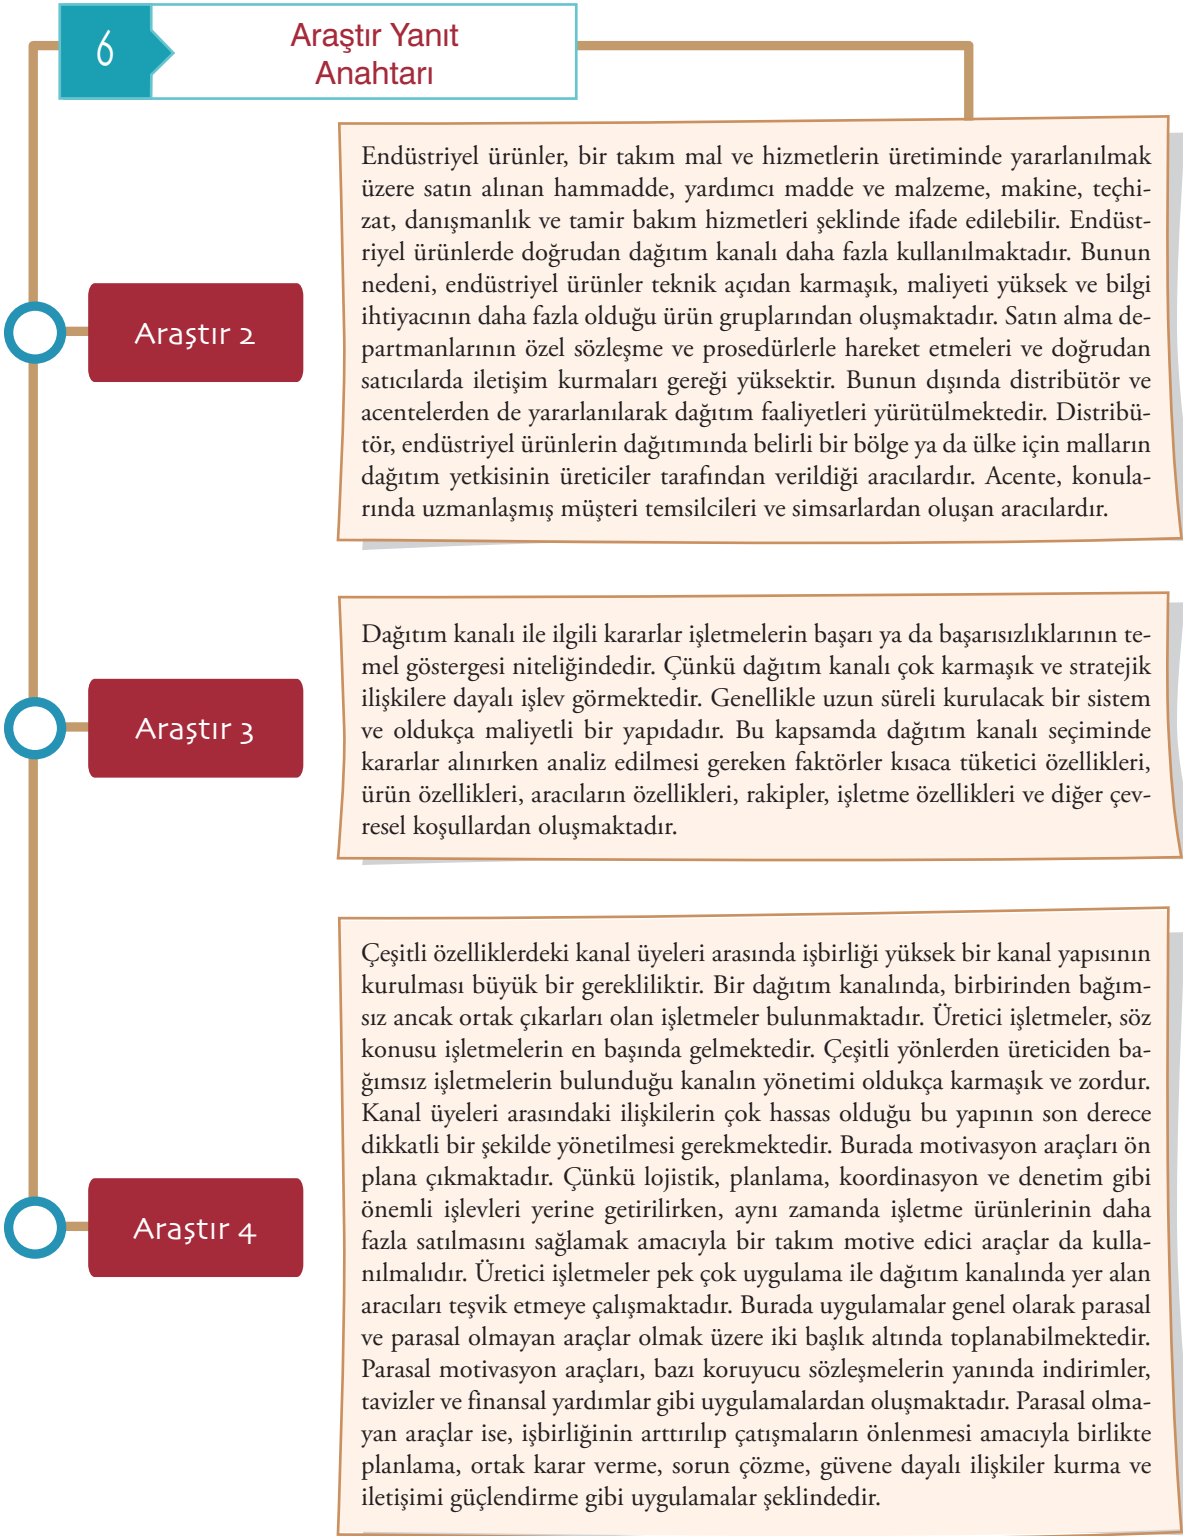 6
Araştır Yanıt
Anahtarı
Araştır 2
Endüstriyel ürünler, bir takım mal ve hizmetlerin üretiminde yararlanılmak
üzere satın alınan hammadde, yardımcı madde ve malzeme, makine, teçhi-
zat, danışmanlık ve tamir bakım hizmetleri şeklinde ifade edilebilir. Endüst-
riyel ürünlerde doğrudan dağıtım kanalı daha fazla kullanılmaktadır. Bunun
nedeni, endüstriyel ürünler teknik açıdan karmaşık, maliyeti yüksek ve bilgi
ihtiyacının daha fazla olduğu ürün gruplarından oluşmaktadır. Satın alma de-
partmanlarının özel sözleşme ve prosedürlerle hareket etmeleri ve doğrudan
satıcılarda iletişim kurmaları gereği yüksektir. Bunun dışında distribütör ve
acentelerden de yararlanılarak dağıtım faaliyetleri yürütülmektedir. Distribü-
tör, endüstriyel ürünlerin dağıtımında belirli bir bölge ya da ülke için malların
dağıtım yetkisinin üreticiler tarafından verildiği aracılardır. Acente, konula-
rında uzmanlaşmış müşteri temsilcileri ve simsarlardan oluşan aracılardır.
Araştır 3
Dağıtım kanalı ile ilgili kararlar işletmelerin başarı ya da başarısızlıklarının te-
mel göstergesi niteliğindedir. Çünkü dağıtım kanalı çok karmaşık ve stratejik
ilişkilere dayalı işlev görmektedir. Genellikle uzun süreli kurulacak bir sistem
ve oldukça maliyetli bir yapıdadır. Bu kapsamda dağıtım kanalı seçiminde
kararlar alınırken analiz edilmesi gereken faktörler kısaca tüketici özellikleri,
ürün özellikleri, aracıların özellikleri, rakipler, işletme özellikleri ve diğer çev-
resel koşullardan oluşmaktadır.
Araştır 4
Çeşitli özelliklerdeki kanal üyeleri arasında işbirliği yüksek bir kanal yapısının
kurulması büyük bir gerekliliktir. Bir dağıtım kanalında, birbirinden bağım-
sız ancak ortak çıkarları olan işletmeler bulunmaktadır. Üretici işletmeler, söz
konusu işletmelerin en başında gelmektedir. Çeşitli yönlerden üreticiden ba-
ğımsız işletmelerin bulunduğu kanalın yönetimi oldukça karmaşık ve zordur.
Kanal üyeleri arasındaki ilişkilerin çok hassas olduğu bu yapının son derece
dikkatli bir şekilde yönetilmesi gerekmektedir. Burada motivasyon araçları ön
plana çıkmaktadır. Çünkü lojistik, planlama, koordinasyon ve denetim gibi
önemli işlevleri yerine getirilirken, aynı zamanda işletme ürünlerinin daha
fazla satılmasını sağlamak amacıyla bir takım motive edici araçlar da kulla-
nılmalıdır. Üretici işletmeler pek çok uygulama ile dağıtım kanalında yer alan
aracıları teşvik etmeye çalışmaktadır. Burada uygulamalar genel olarak parasal
ve parasal olmayan araçlar olmak üzere iki başlık altında toplanabilmektedir.
Parasal motivasyon araçları, bazı koruyucu sözleşmelerin yanında indirimler,
tavizler ve finansal yardımlar gibi uygulamalardan oluşmaktadır. Parasal olma-
yan araçlar ise, işbirliğinin arttırılıp çatışmaların önlenmesi amacıyla birlikte
planlama, ortak karar verme, sorun çözme, güvene dayalı ilişkiler kurma ve
iletişimi güçlendirme gibi uygulamalar şeklindedir.